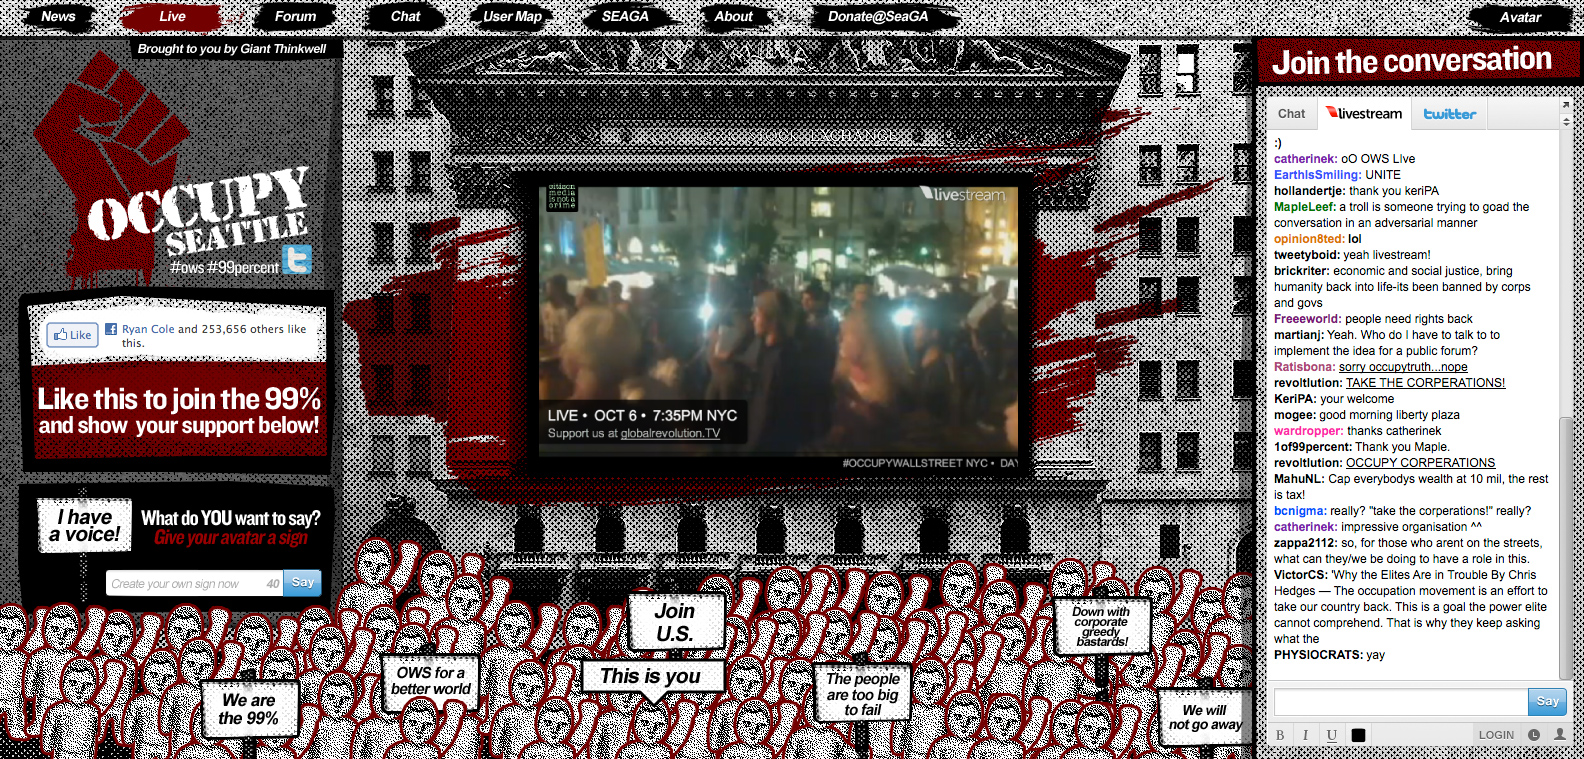 News
Live
Forum
Chat
User Map
SEAGA
About
Donate@SeaGA
Avatar
Brought to you by Giant Thinkwell
OCCUPY
SEATTLE
#ows #99percent
Like
Ryan Cole and 253,656 others like
this.
Like this to join the 99%
and show your support below!
I have
a voice!
What do YOU want to say?
Give your avatar a sign
Create your own sign now
40
Say
EXCHANGE
citizen
media
is not a
crime
livestream
LIVE • OCT 6 • 7:35PM NYC
Support us at globalrevolution.TV
#OCCUPYWALLSTREET NYC • DAY
We are
the 99%
OWS for a
better world
Join
U.S.
This is you
The people
are too big
to fail
Down with
corporate
greedy
bastards!
We will
not go away
Join the conversation
Chat
livestream
twitter
:)
catherinek: oO OWS LIve
EarthIsSmiling: UNITE
hollandertje: thank you keriPA
MapleLeef: a troll is someone trying to goad the
conversation in an adversarial manner
opinion8ted: lol
tweetyboid: yeah livestream!
brickriter: economic and social justice, bring
humanity back into life-its been banned by corps
and govs
Freeeworld: people need rights back
martianj: Yeah. Who do I have to talk to to
implement the idea for a public forum?
Ratisbona: sorry occupytruth...nope
revoltlution: TAKE THE CORPERATIONS!
KeriPA: your welcome
mogee: good morning liberty plaza
wardropper: thanks catherinek
1of99percent: Thank you Maple.
revoltlution: OCCUPY CORPERATIONS
MahuNL: Cap everybodys wealth at 10 mil, the rest
is tax!
bcnigma: really? "take the corperations!" really?
catherinek: impressive organisation ^^
zappa2112: so, for those who arent on the streets,
what can they/we be doing to have a role in this.
VictorCS: 'Why the Elites Are in Trouble By Chris
Hedges — The occupation movement is an effort to
take our country back. This is a goal the power elite
cannot comprehend. That is why they keep asking
what the
PHYSIOCRATS: yay
Say
B I U
LOGIN